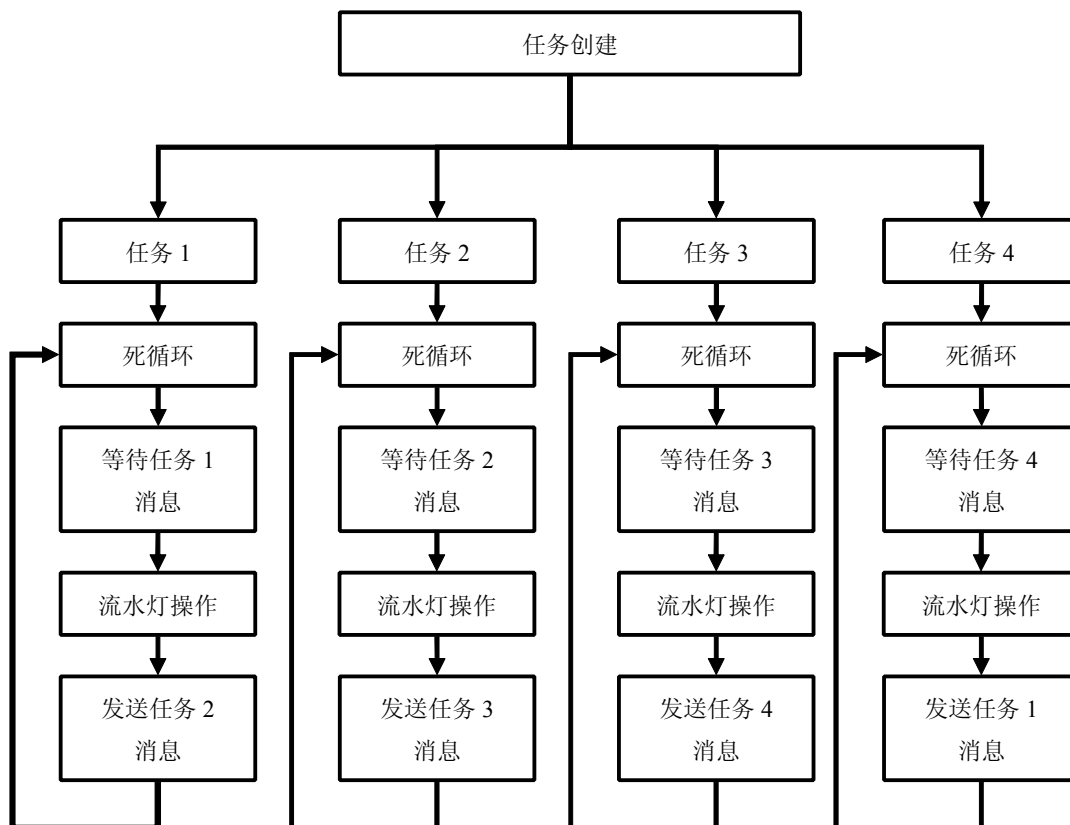 任务创建
任务 1
任务 2
任务 3
任务 4
死循环
死循环
死循环
死循环
等待任务 1
消息
等待任务 2
消息
等待任务 3
消息
等待任务 4
消息
流水灯操作
流水灯操作
流水灯操作
流水灯操作
发送任务 2
消息
发送任务 3
消息
发送任务 4
消息
发送任务 1
消息